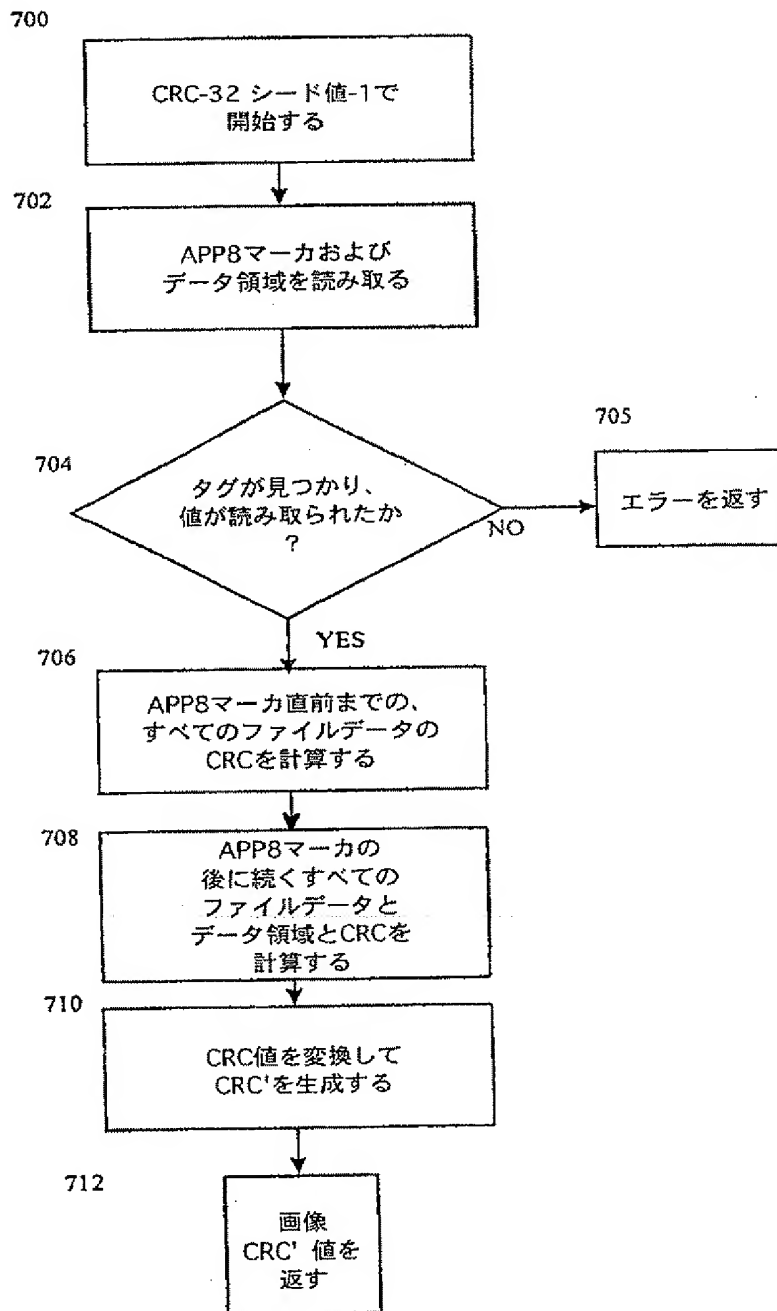 700
CRC-32 シード値-1で
開始する
702
APP8マーカおよび
データ領域を読み取る
704
タグが見つかり、
値が読み取られたか
?
NO
705
エラーを返す
YES
706
APP8マーカ直前までの、
すべてのファイルデータの
CRCを計算する
708
APP8マーカの
後に続くすべての
ファイルデータと
データ領域とCRCを
計算する
710
CRC値を変換して
CRC'を生成する
712
画像
CRC' 値を
返す